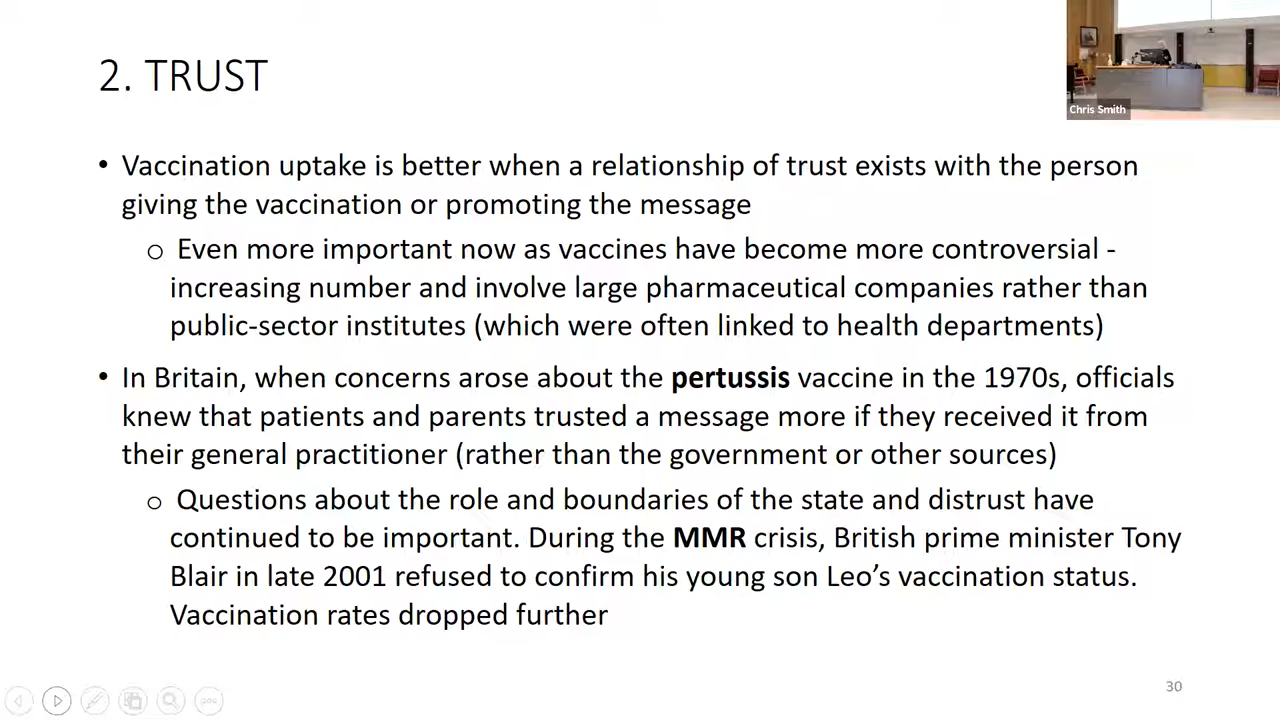 2. TRUST
Chris Smith
• Vaccination uptake is better when a relationship of trust exists with the person
giving the vaccination or promoting the message
o Even more important now as vaccines have become more controversial -
increasing number and involve large pharmaceutical companies rather than
public-sector institutes (which were often linked to health departments)
• In Britain, when concerns arose about the pertussis vaccine in the 1970s, officials
knew that patients and parents trusted a message more if they received it from
their general practitioner (rather than the government or other sources)
o Questions about the role and boundaries of the state and distrust have
continued to be important. During the MMR crisis, British prime minister Tony
Blair in late 2001 refused to confirm his young son Leo’s vaccination status.
Vaccination rates dropped further
30